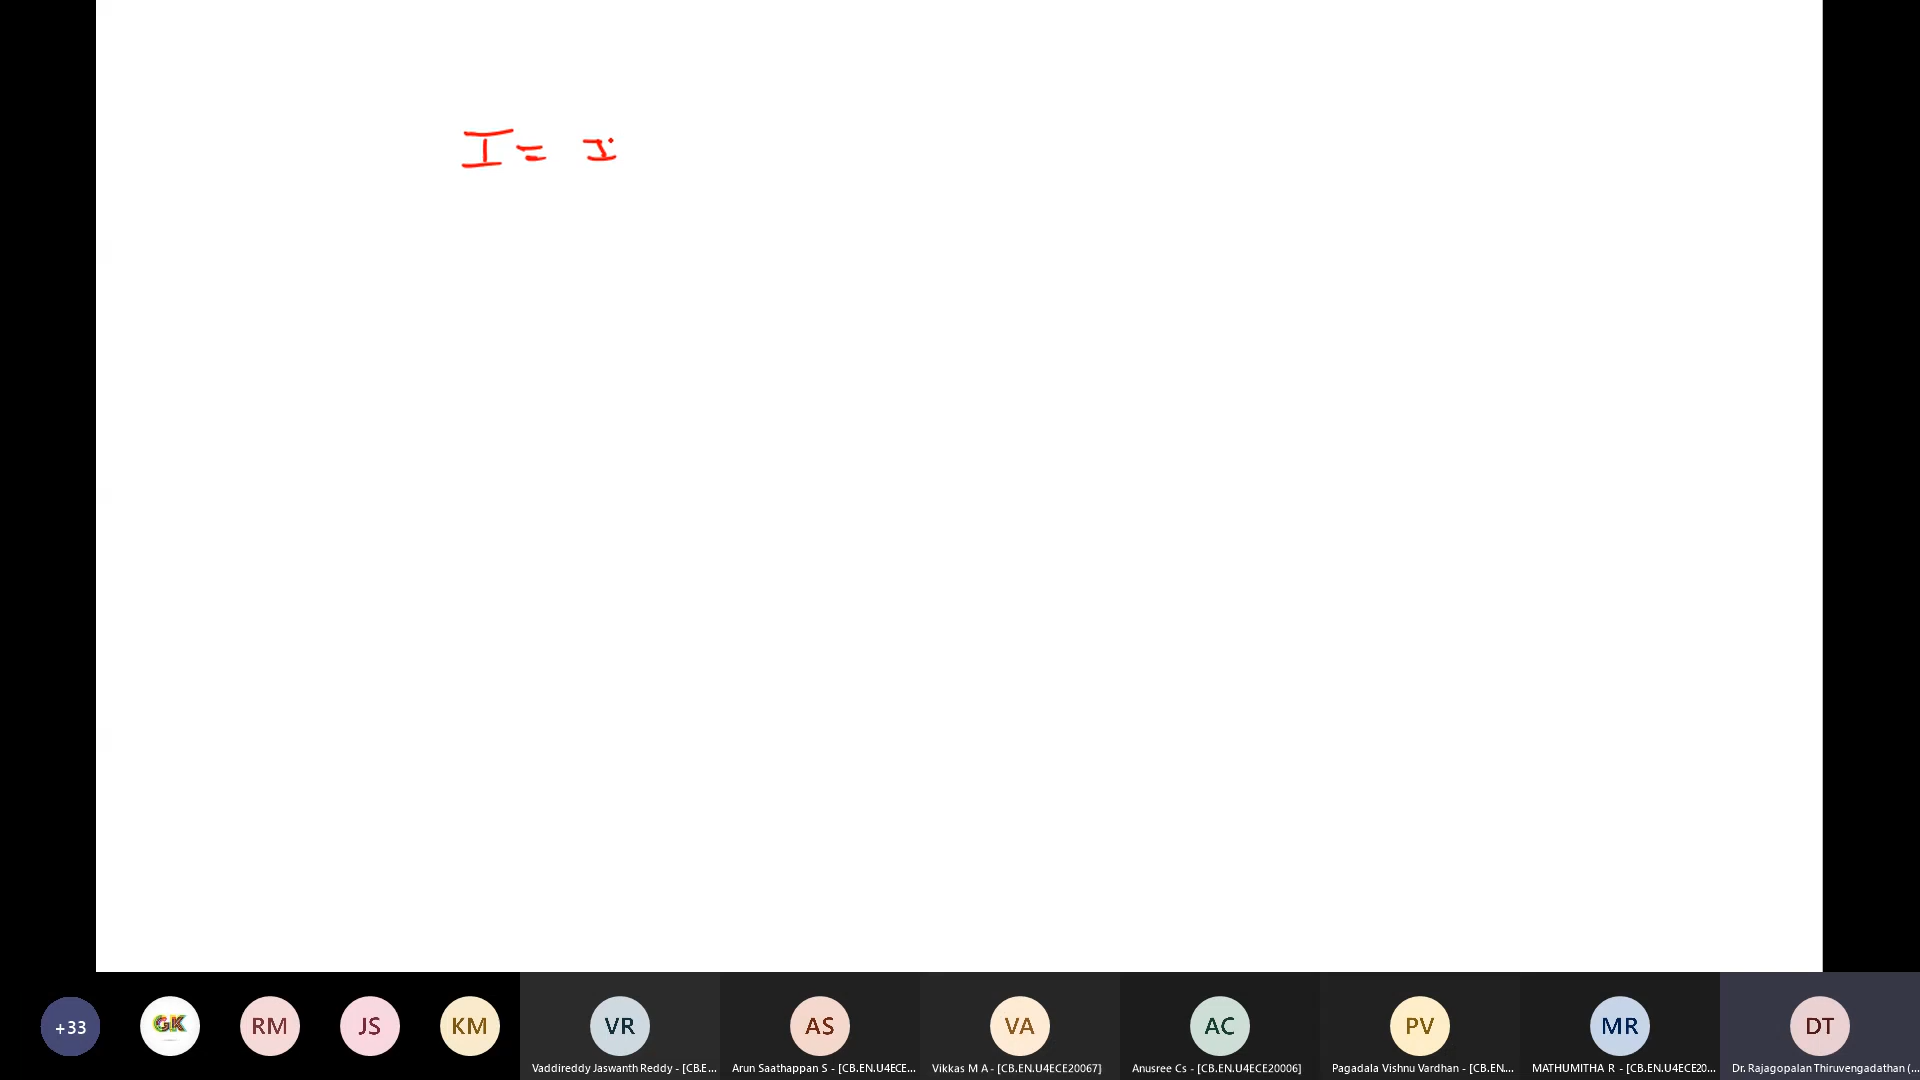 I = I
+33
GK
RM
JS
KM
VR
AS
VA
AC
PV
MR
DT
Vaddireddy Jaswanth Reddy - [CB.E...
Arun Saathappan S - [CB.EN.U4ECE...
Vikkas M A - [CB.EN.U4ECE20067]
Anusree Cs - [CB.EN.U4ECE20006]
Pagadala Vishnu Vardhan - [CB.EN....
MATHUMITHA R - [CB.EN.U4ECE20...
Dr. Rajagopalan Thiruvengadathan (...